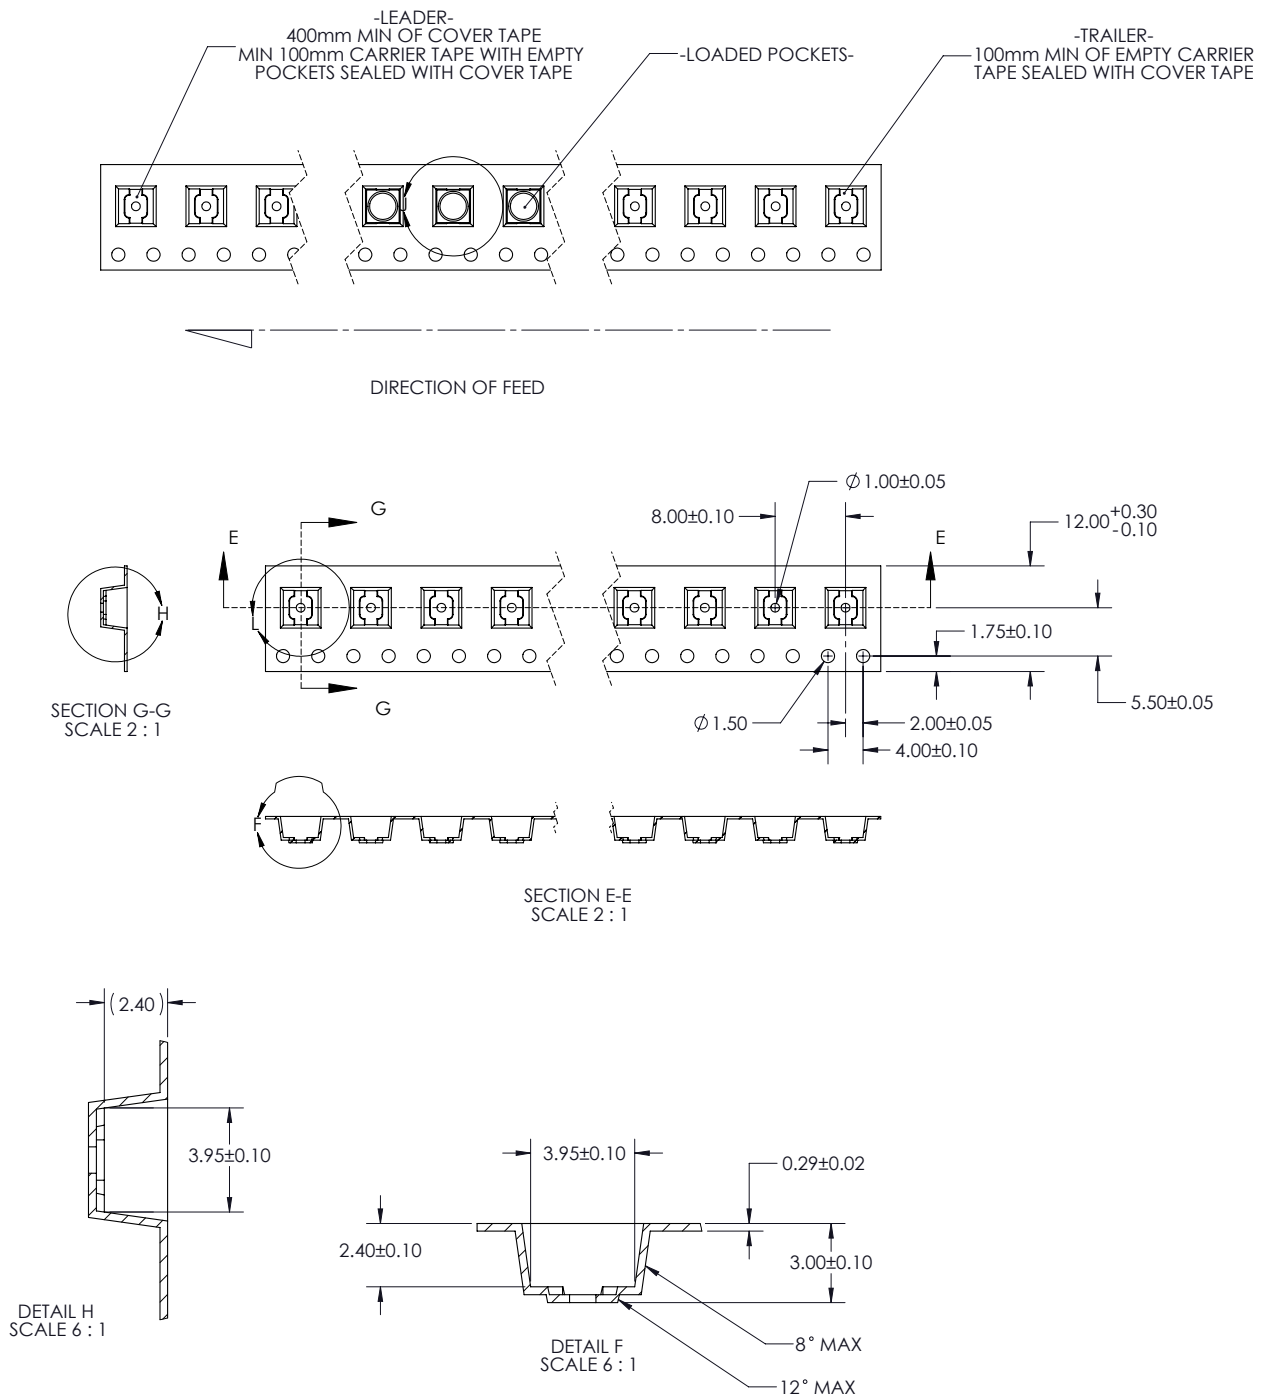 -LEADER-
400mm MIN OF COVER TAPE
MIN 100mm CARRIER TAPE WITH EMPTY
POCKETS SEALED WITH COVER TAPE
-LOADED POCKETS-
-TRAILER-
100mm MIN OF EMPTY CARRIER
TAPE SEALED WITH COVER TAPE
J
DIRECTION OF FEED
G
E
8.00±0.10
Ø1.00±0.05
12.00 +0.30 -0.10
E
H
L
1.75±0.10
5.50±0.05
G
Ø1.50
2.00±0.05
4.00±0.10
SECTION G-G
SCALE 2 : 1
F
SECTION E-E
SCALE 2 : 1
(2.40)
3.95±0.10
DETAIL H
SCALE 6 : 1
3.95±0.10
0.29±0.02
2.40±0.10
3.00±0.10
8° MAX
12° MAX
DETAIL F
SCALE 6 : 1